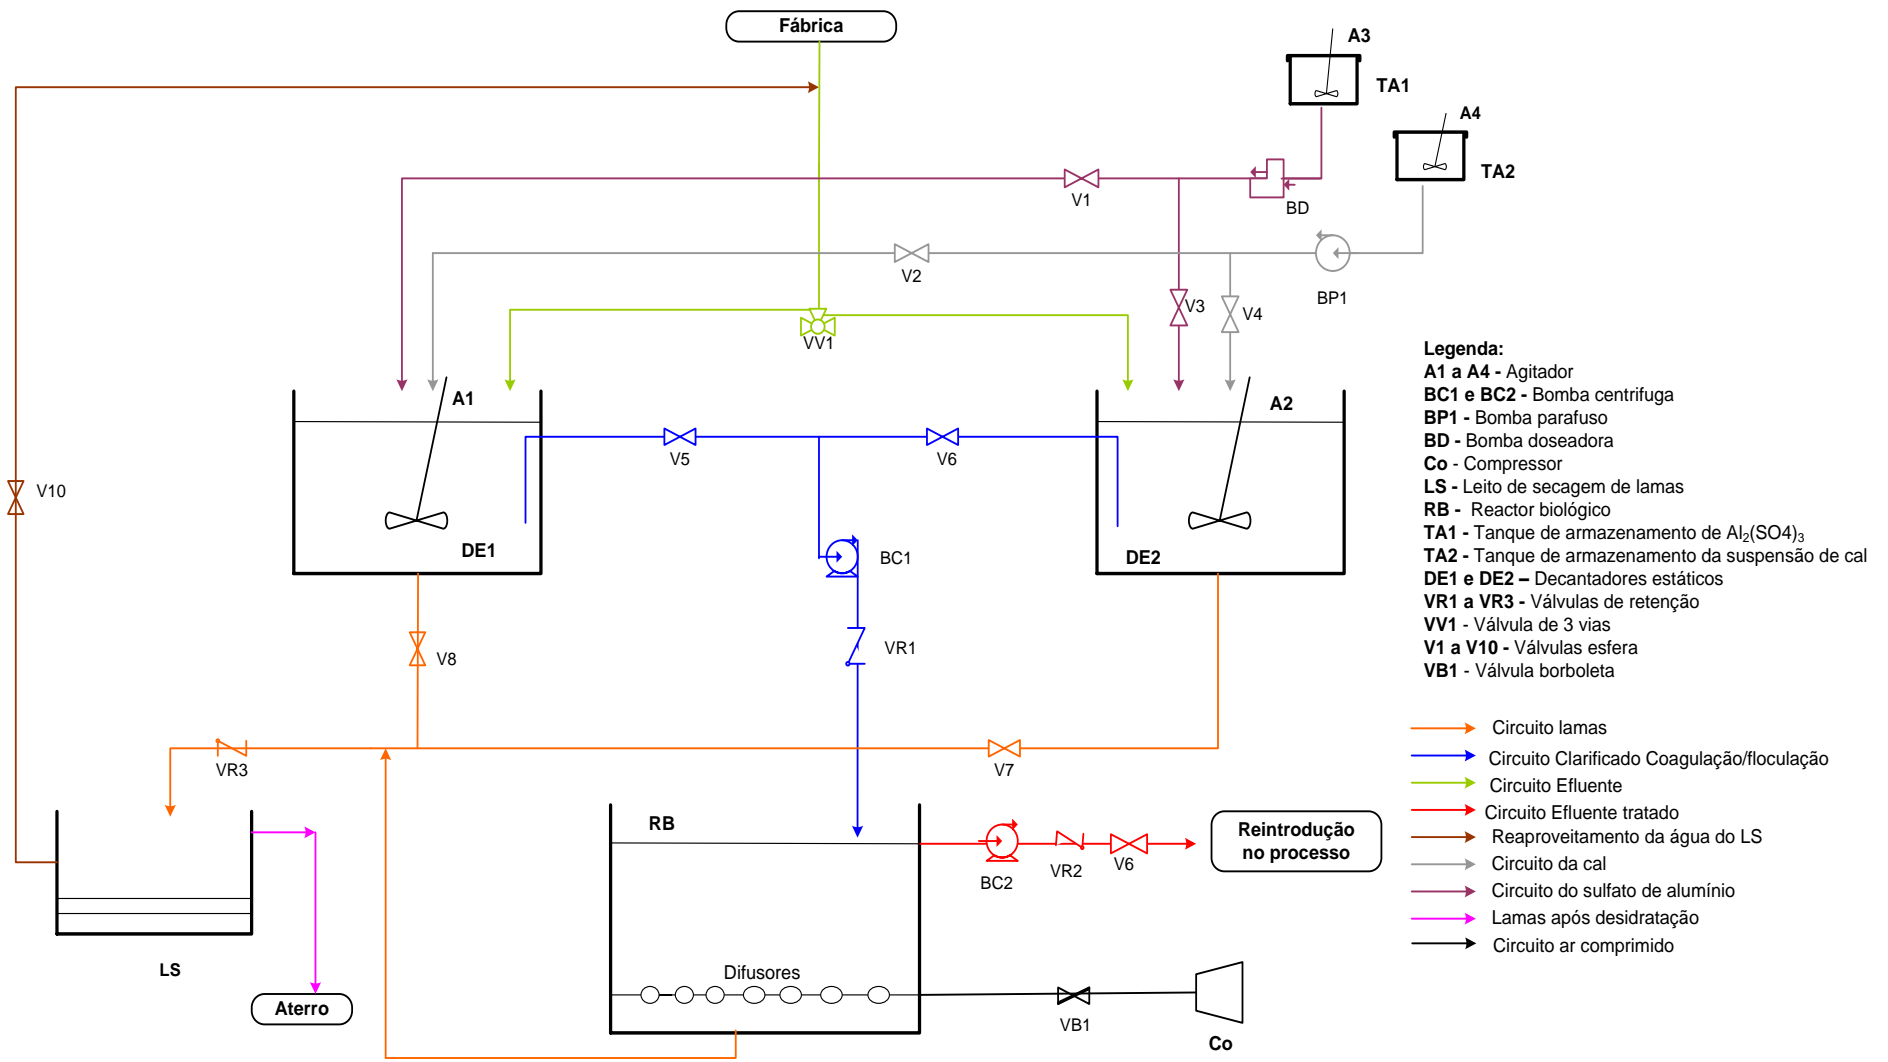 Fábrica
A3
TA1
A4
TA2
V1
BD
V2
BP1
V3
V4
VV1
A1
A2
V5
V6
V10
DE1
BC1
DE2
VR1
V8
VR3
V7
RB
BC2
VR2
V6
Reintrodução
no processo
LS
Difusores
Aterro
VB1
Co
Legenda:
A1 a A4 - Agitador
BC1 e BC2 - Bomba centrifuga
BP1 - Bomba parafuso
BD - Bomba doseadora
Co - Compressor
LS - Leito de secagem de lamas
RB - Reactor biológico
TA1 - Tanque de armazenamento de Al₂(SO4)₃
TA2 - Tanque de armazenamento da suspensão de cal
DE1 e DE2 – Decantadores estáticos
VR1 a VR3 - Válvulas de retenção
VV1 - Válvula de 3 vias
V1 a V10 - Válvulas esfera
VB1 - Válvula borboleta
Circuito lamas
Circuito Clarificado Coagulação/floculação
Circuito Efluente
Circuito Efluente tratado
Reaproveitamento da água do LS
Circuito da cal
Circuito do sulfato de alumínio
Lamas após desidratação
Circuito ar comprimido